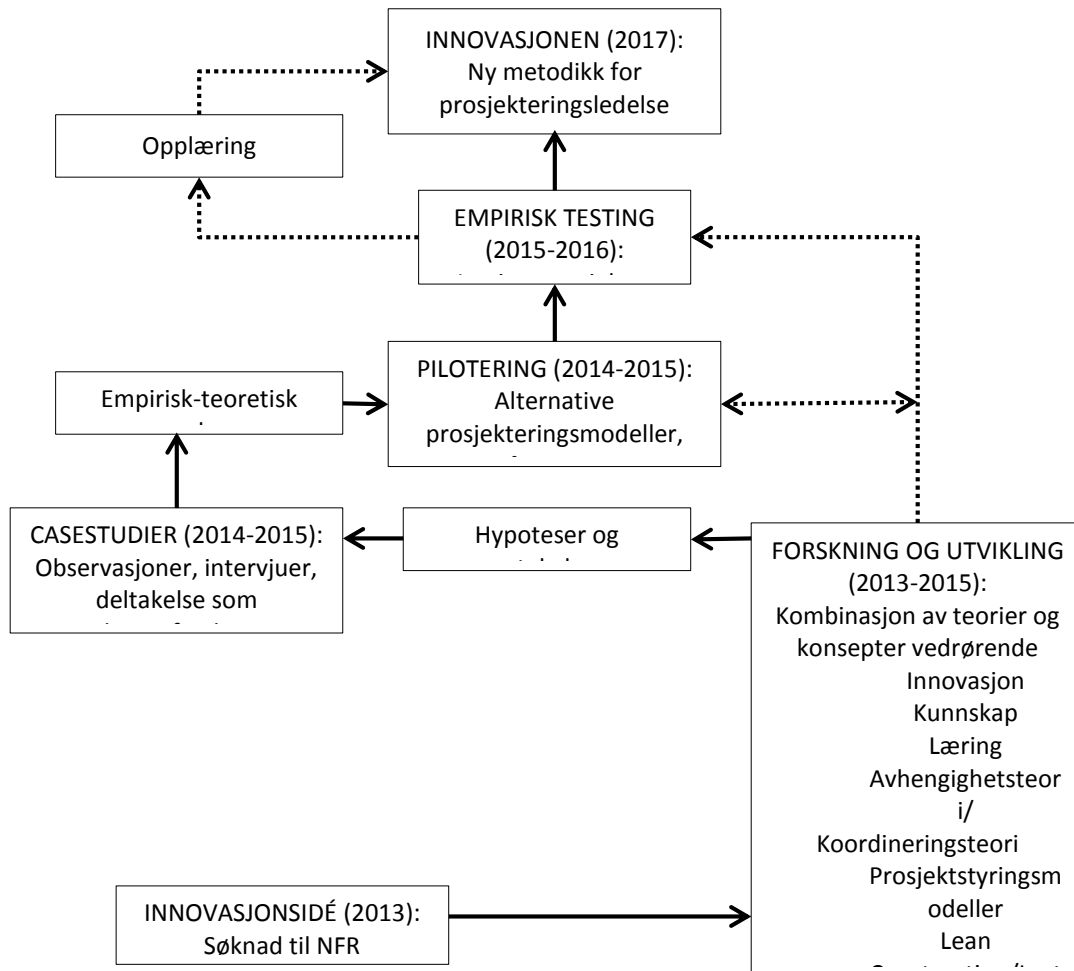 INNOVASJONEN (2017):
Ny metodikk for
prosjekteringsledelse
Opplæring
EMPIRISK TESTING
(2015-2016):
PILOTERING (2014-2015):
Alternative
prosjekteringsmodeller,
Empirisk-teoretisk
CASESTUDIER (2014-2015):
Observasjoner, intervjuer,
deltakelse som
Hypoteser og
FORSKNING OG UTVIKLING
(2013-2015):
Kombinasjon av teorier og
konsepter vedrørende
Innovasjon
Kunnskap
Læring
Avhengighetsteor
i/
Koordineringsteori
Prosjektstyringsm
odeller
Lean
INNOVASJONSIDÉ (2013):
Søknad til NFR